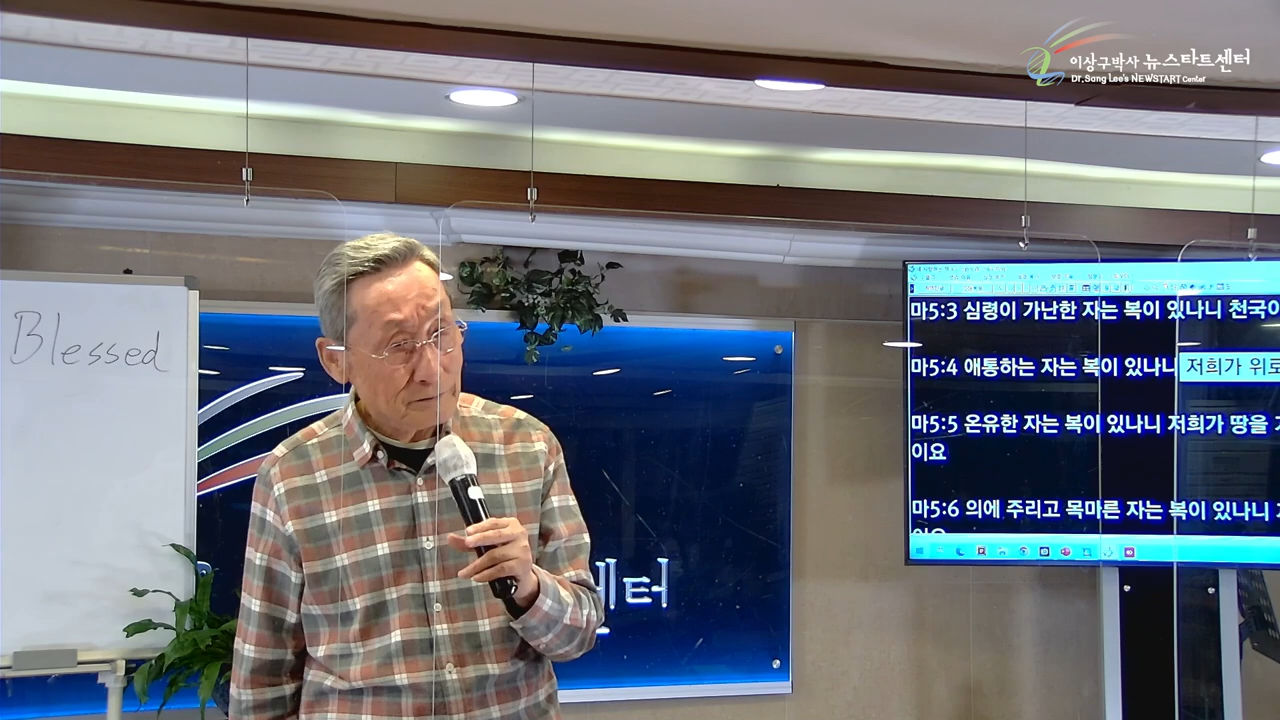 이상구박사 뉴스타트센터
Dr. Sang Lee's NEWSTART Center
Blessed
마5:3 심령이 가난한 자는 복이 있나니 천국이
마5:4 애통하는 자는 복이 있나니 저희가 위로
마5:5 온유한 자는 복이 있나니 저희가 땅을
이요
마5:6 의에 주리고 목마른 자는 복이 있나니
센터